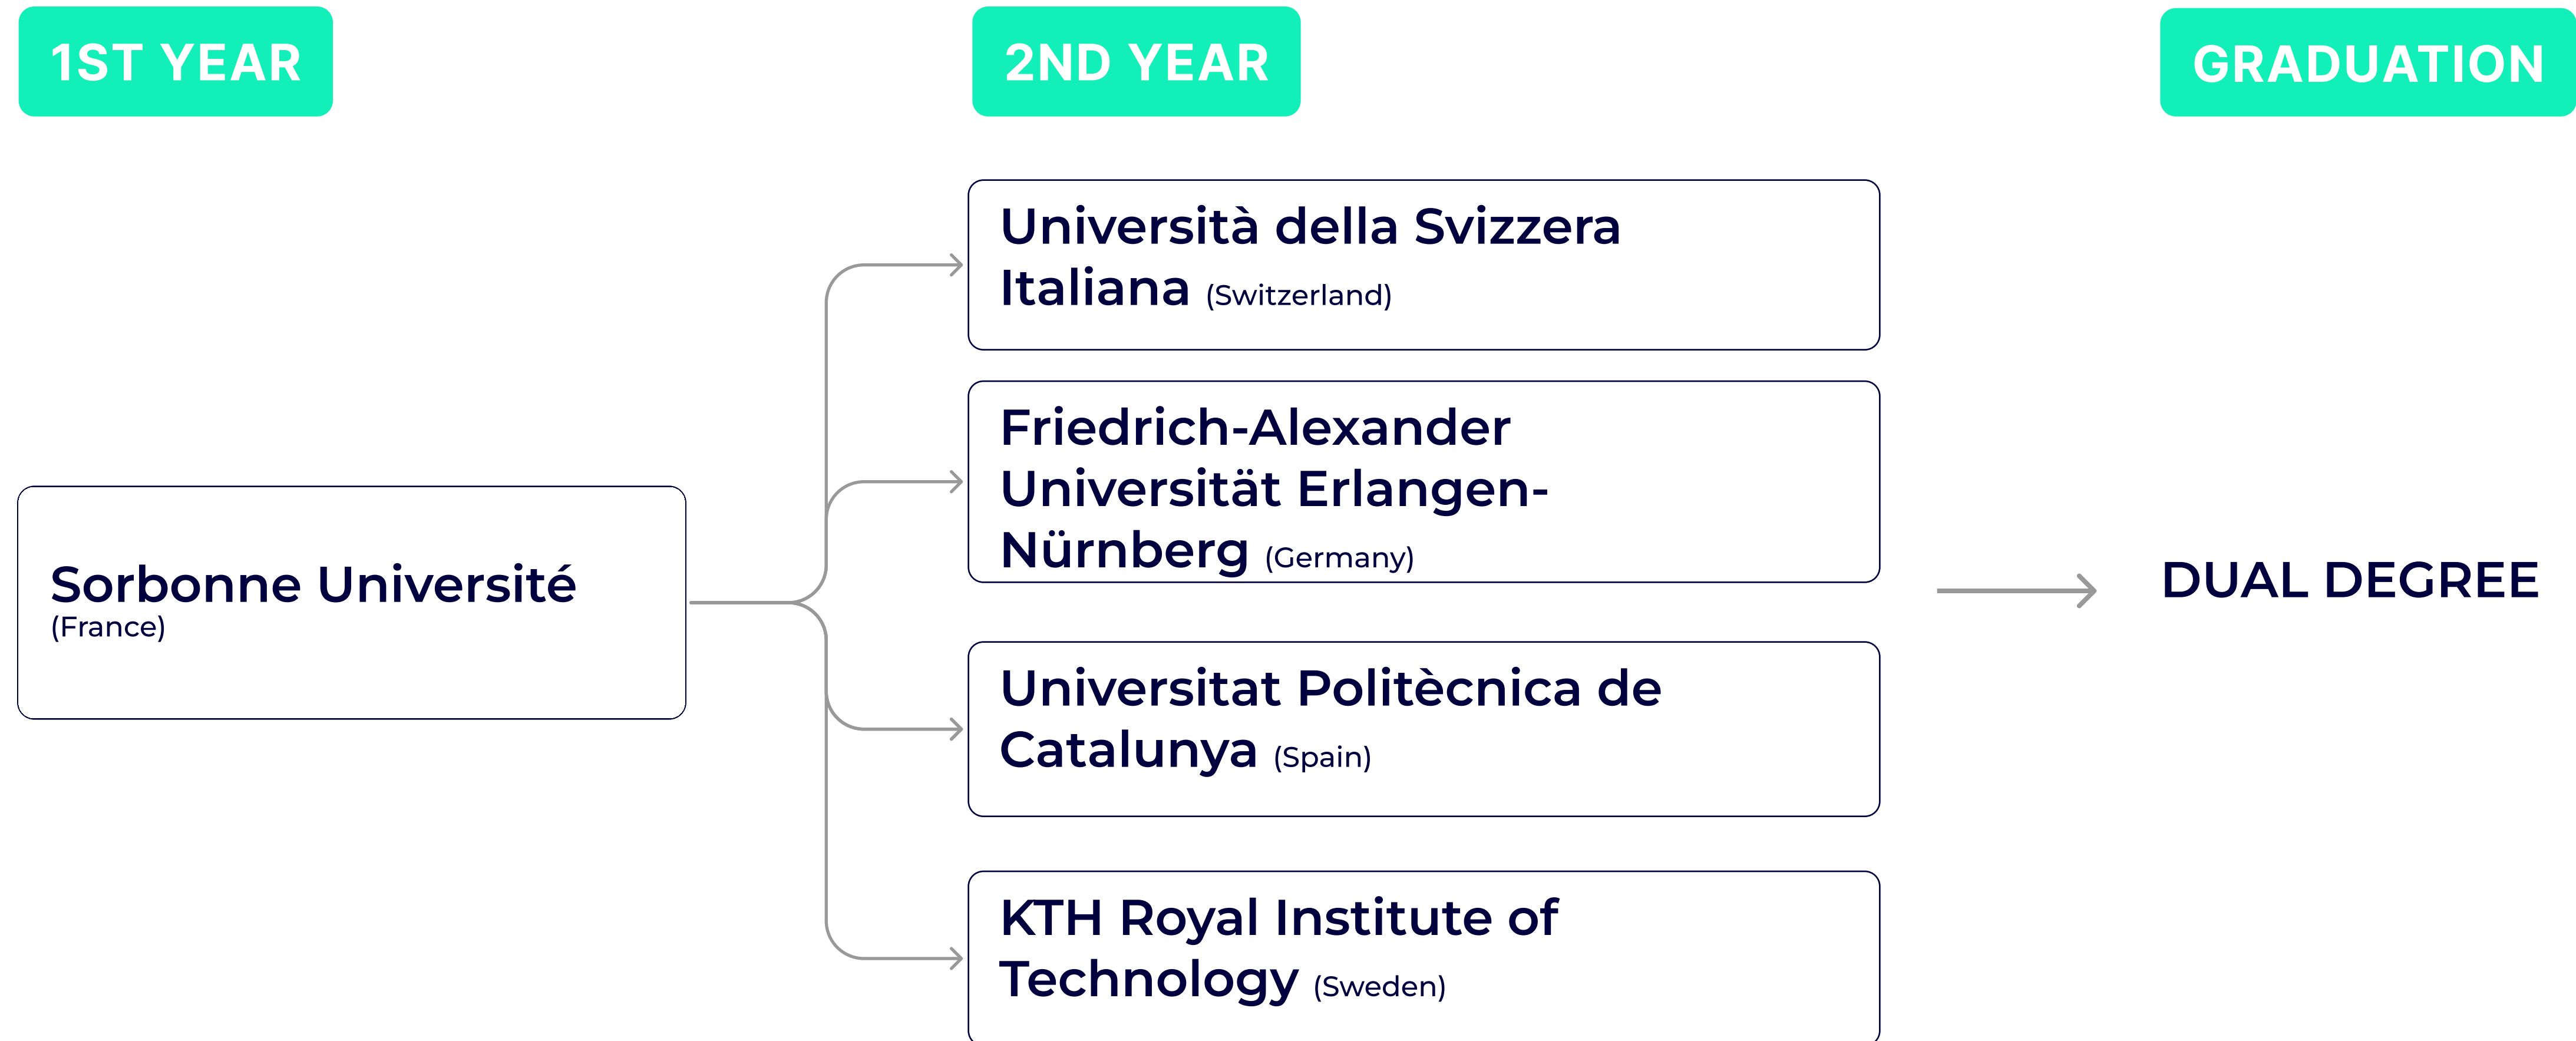 1ST YEAR
2ND YEAR
GRADUATION
Sorbonne Université
(France)
Università della Svizzera
Italiana (Switzerland)
Friedrich-Alexander
Universität Erlangen-
Nürnberg (Germany)
Universitat Politècnica de
Catalunya (Spain)
KTH Royal Institute of
Technology (Sweden)
DUAL DEGREE